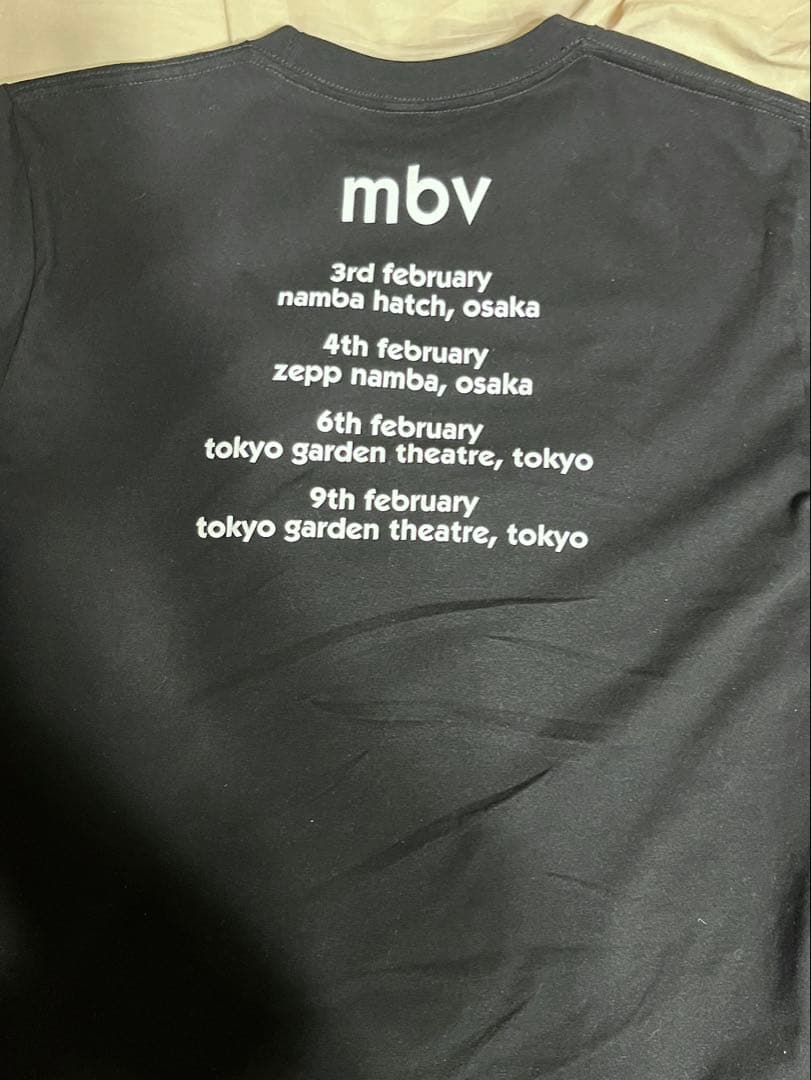 mbv
3rd february
namba hatch, osaka
4th february
zepp namba, osaka
6th february
tokyo garden theatre, tokyo
9th february
tokyo garden theatre, tokyo